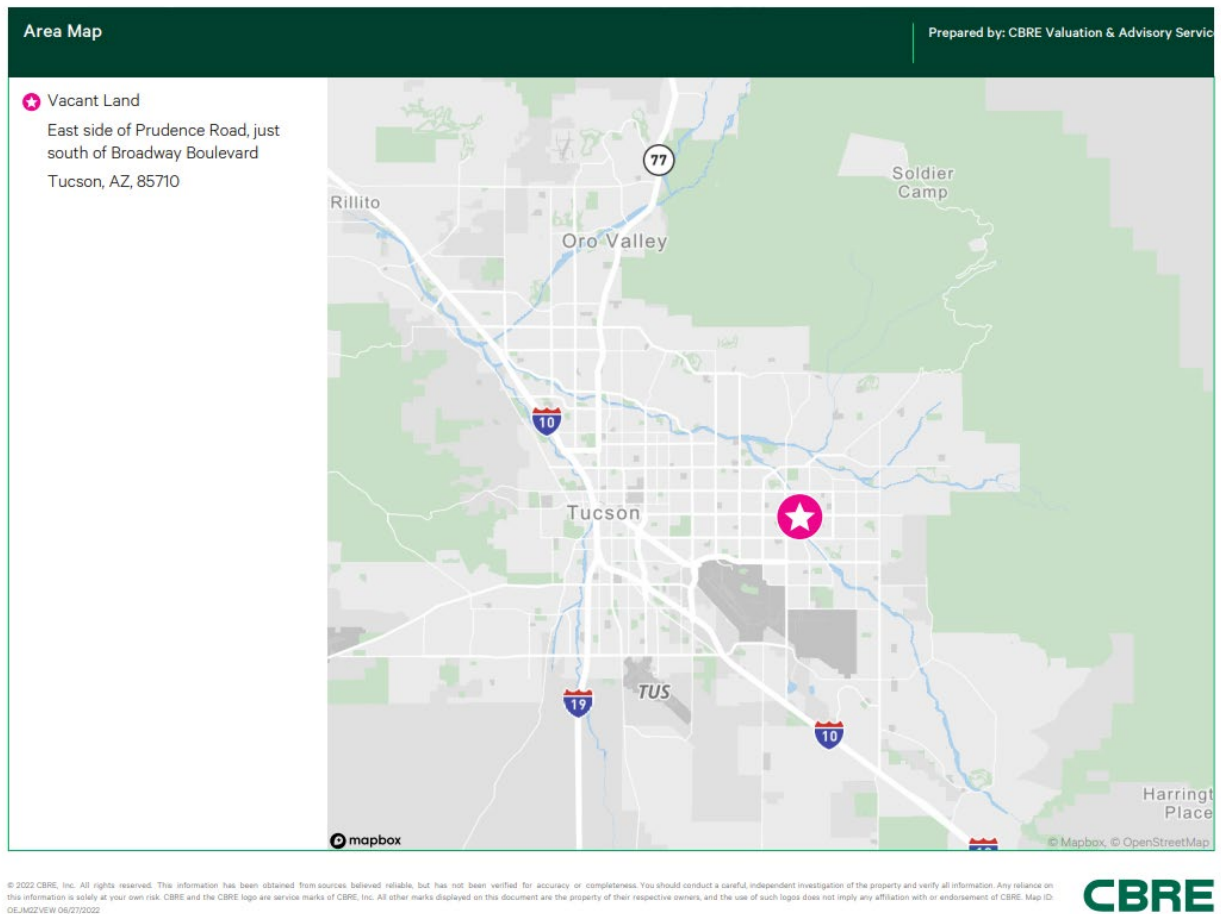 Area Map
Prepared by: CBRE Valuation & Advisory Servic
Vacant Land
East side of Prudence Road, just
south of Broadway Boulevard
Tucson, AZ, 85710
77
Soldier
Camp
Rillito
Oro Valley
10
Tucson
TUS
19
10
Harringt
Place
mapbox
© Mapbox, © OpenStreetMap
© 2022 CBRE, Inc. All rights reserved. This information has been obtained from sources believed reliable, but has not been verified for accuracy or completeness. You should conduct a careful, independent investigation of the property and verify all information. Any reliance on
this information is solely at your own risk. CBRE and the CBRE logo are service marks of CBRE, Inc. All other marks displayed on this document are the property of their respective owners, and the use of such logos does not imply any affiliation with or endorsement of CBRE. Map ID:
OEJM2ZVEW 06/27/2022
CBRE